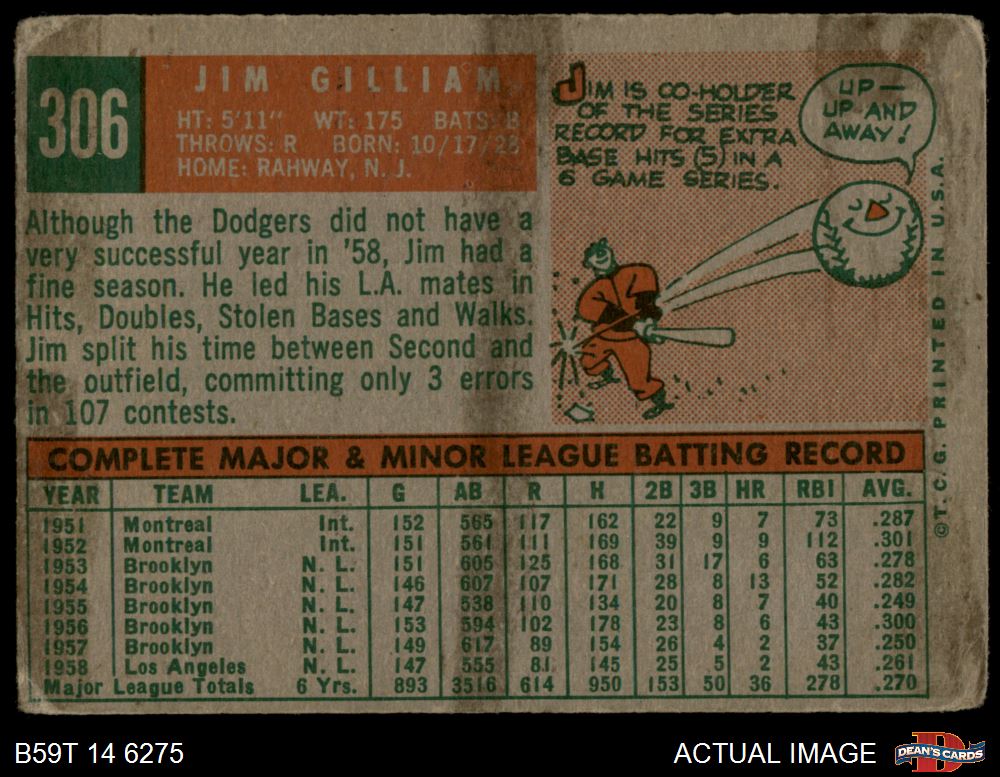 306
JIM GILLIAM
HT: 5'11" WT: 175 BATS: B
THROWS: R BORN: 10/17/28
HOME: RAHWAY, N. J.
Although the Dodgers did not have a
very successful year in '58, Jim had a
fine season. He led his L.A. mates in
Hits, Doubles, Stolen Bases and Walks.
Jim split his time between Second and
the outfield, committing only 3 errors
in 107 contests.
JIM IS CO-HOLDER
OF THE SERIES
RECORD FOR EXTRA
BASE HITS (5) IN A
6 GAME SERIES.
UP—
UP AND
AWAY!
©T. C. G. PRINTED IN U.S.A.
COMPLETE MAJOR & MINOR LEAGUE BATTING RECORD
YEAR TEAM LEA. G AB R H 2B 3B HR RBI AVG.
1951 Montreal Int. 152 565 117 162 22 9 7 73 .287
1952 Montreal Int. 151 561 111 169 39 9 9 112 .301
1953 Brooklyn N. L. 151 605 125 168 31 17 6 63 .278
1954 Brooklyn N. L. 146 607 107 171 28 8 13 52 .282
1955 Brooklyn N. L. 147 538 110 134 20 8 7 40 .249
1956 Brooklyn N. L. 153 594 102 178 23 8 6 43 .300
1957 Brooklyn N. L. 149 617 89 154 26 4 2 37 .250
1958 Los Angeles N. L. 147 555 81 145 25 5 2 43 .261
Major League Totals 6 Yrs. 893 3516 614 950 153 50 36 278 .270
B59T 14 6275
ACTUAL IMAGE
D
DEAN'S CARDS